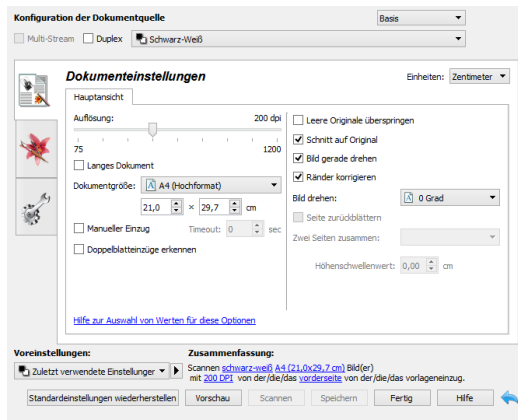 Konfiguration der Dokumentquelle
Basis
Multi-Stream
Duplex
Schwarz-Weiß
Dokumenteinstellungen
Einheiten: Zentimeter
Hauptansicht
Auflösung: 200 dpi
75 1200
Langes Dokument
Dokumentgröße: A4 (Hochformat)
21,0 × 29,7 cm
Manueller Einzug Timeout: 0 sec
Doppelblatteinzüge erkennen
Leere Originale überspringen
Schnitt auf Original
Bild gerade drehen
Ränder korrigieren
Bild drehen: 0 Grad
Seite zurückblättern
Zwei Seiten zusammen:
Höhenschwellenwert: 0,00 cm
Hilfe zur Auswahl von Werten für diese Optionen
Voreinstellungen:
Zuletzt verwendete Einstellunger
Zusammenfassung:
Scannen schwarz-weiß A4 (21,0x29,7 cm) Bild(er)
mit 200 DPI von der/die/das vorderseite von der/die/das vorlageneinzug.
Standardeinstellungen wiederherstellen Vorschau Scannen Speichern Fertig Hilfe